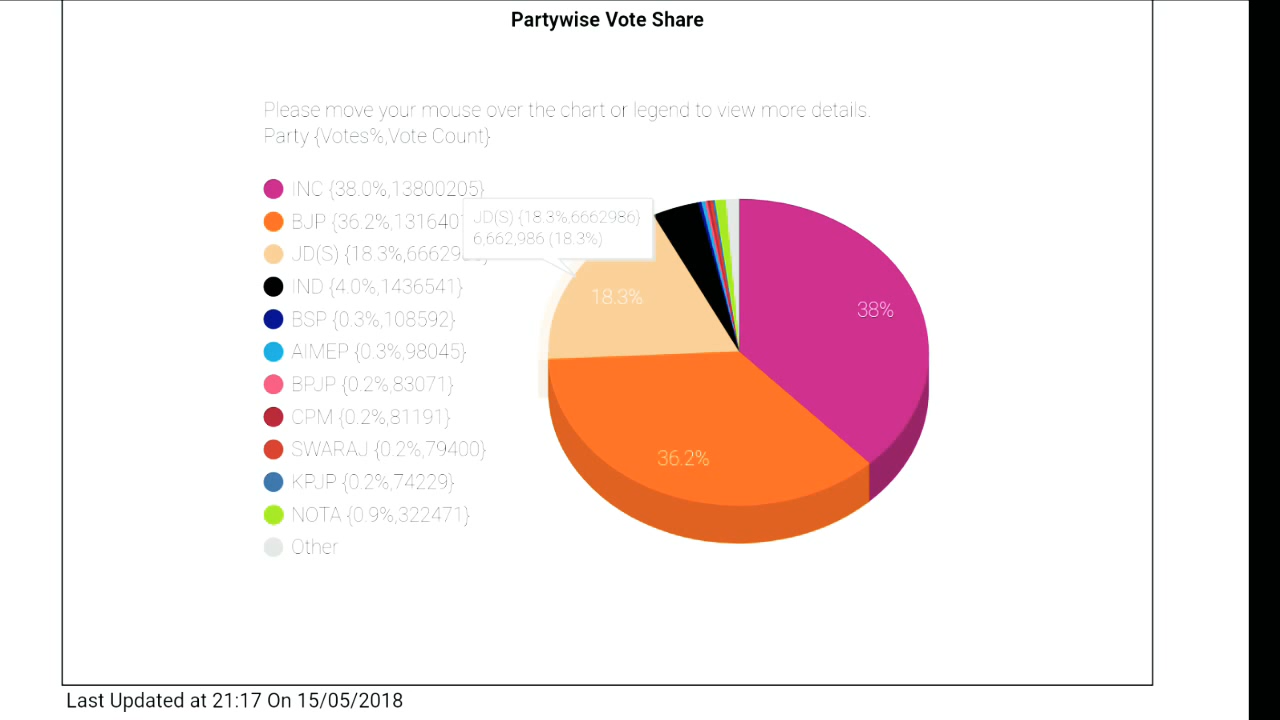 Partywise Vote Share
Please move your mouse over the chart or legend to view more details.
Party {Votes%,Vote Count}
INC {38.0%,13800205}
BJP {36.2%,131640
JD(S) {18.3%,66629
JD(S) {18.3%,6662986}
6,662,986 (18.3%)
IND {4.0%,1436541}
BSP {0.3%,108592}
AIMEP {0.3%,98045}
BPJP {0.2%,83071}
CPM {0.2%,81191}
SWARAJ {0.2%,79400}
KPJP {0.2%,74229}
NOTA {0.9%,322471}
Other
18.3%
38%
36.2%
Last Updated at 21:17 On 15/05/2018